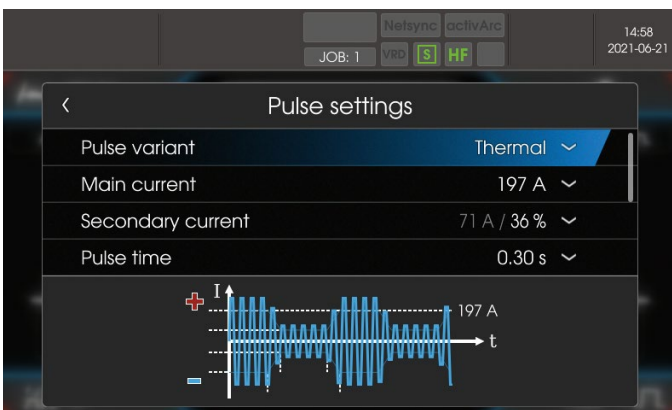 Netsync activArc
14:58
JOB: 1 VRD S HF
2021-06-21
Pulse settings
Pulse variant Thermal
Main current 197 A
Secondary current 71 A / 36 %
Pulse time 0.30 s
I
197 A
t